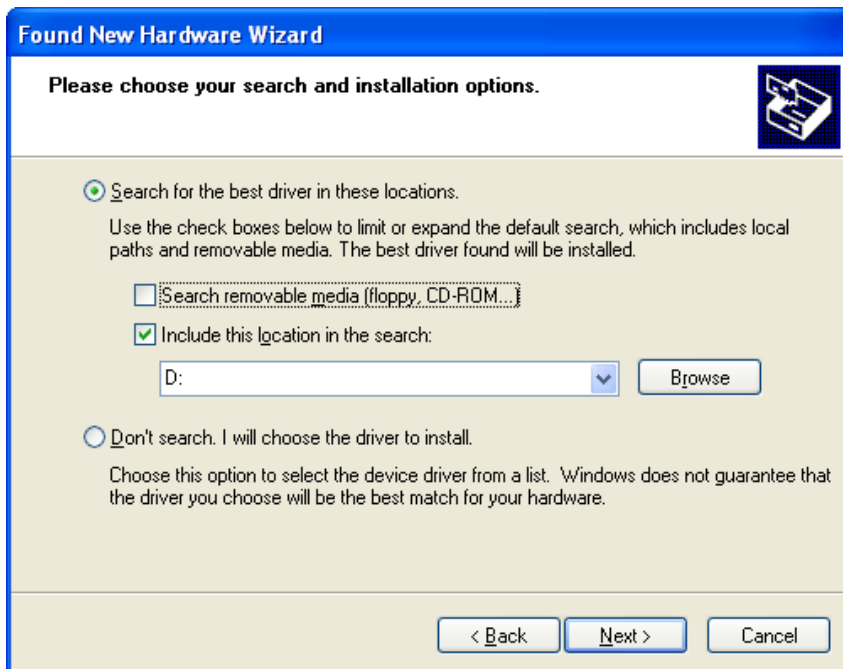 Found New Hardware Wizard
Please choose your search and installation options.
Search for the best driver in these locations.
Use the check boxes below to limit or expand the default search, which includes local
paths and removable media. The best driver found will be installed.
Search removable media (floppy, CD-ROM...)
Include this location in the search:
D:
Browse
Don't search. I will choose the driver to install.
Choose this option to select the device driver from a list.  Windows does not guarantee that
the driver you choose will be the best match for your hardware.
< Back
Next >
Cancel